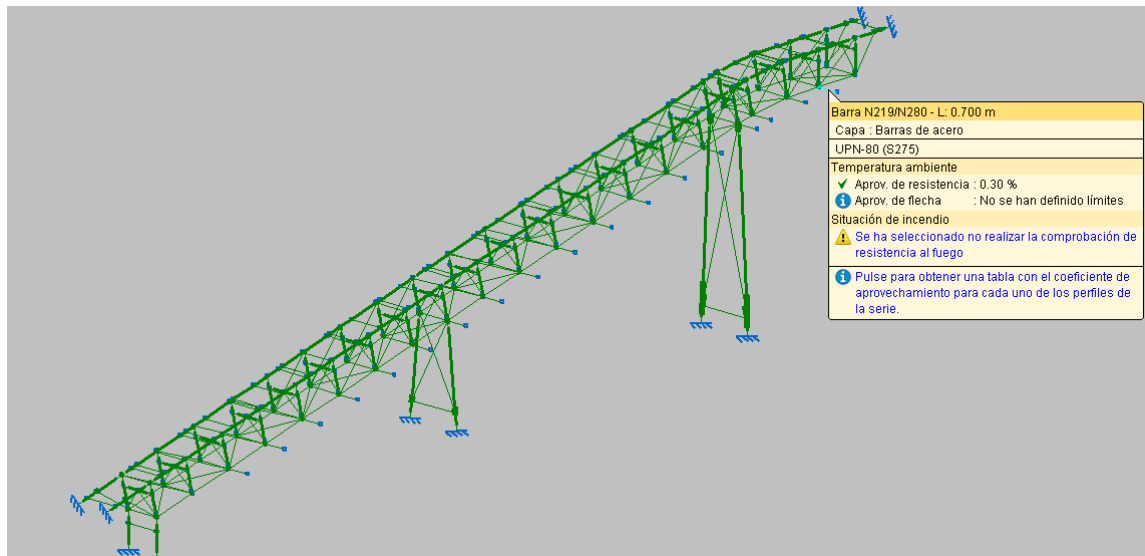 Barra N219/N280 - L: 0.700 m
Capa : Barras de acero
UPN-80 (S275)
Temperatura ambiente
Aprov. de resistencia : 0.30 %
Aprov. de flecha : No se han definido límites
Situación de incendio
Se ha seleccionado no realizar la comprobación de
resistencia al fuego
Pulse para obtener una tabla con el coeficiente de
aprovechamiento para cada uno de los perfiles de
la serie.